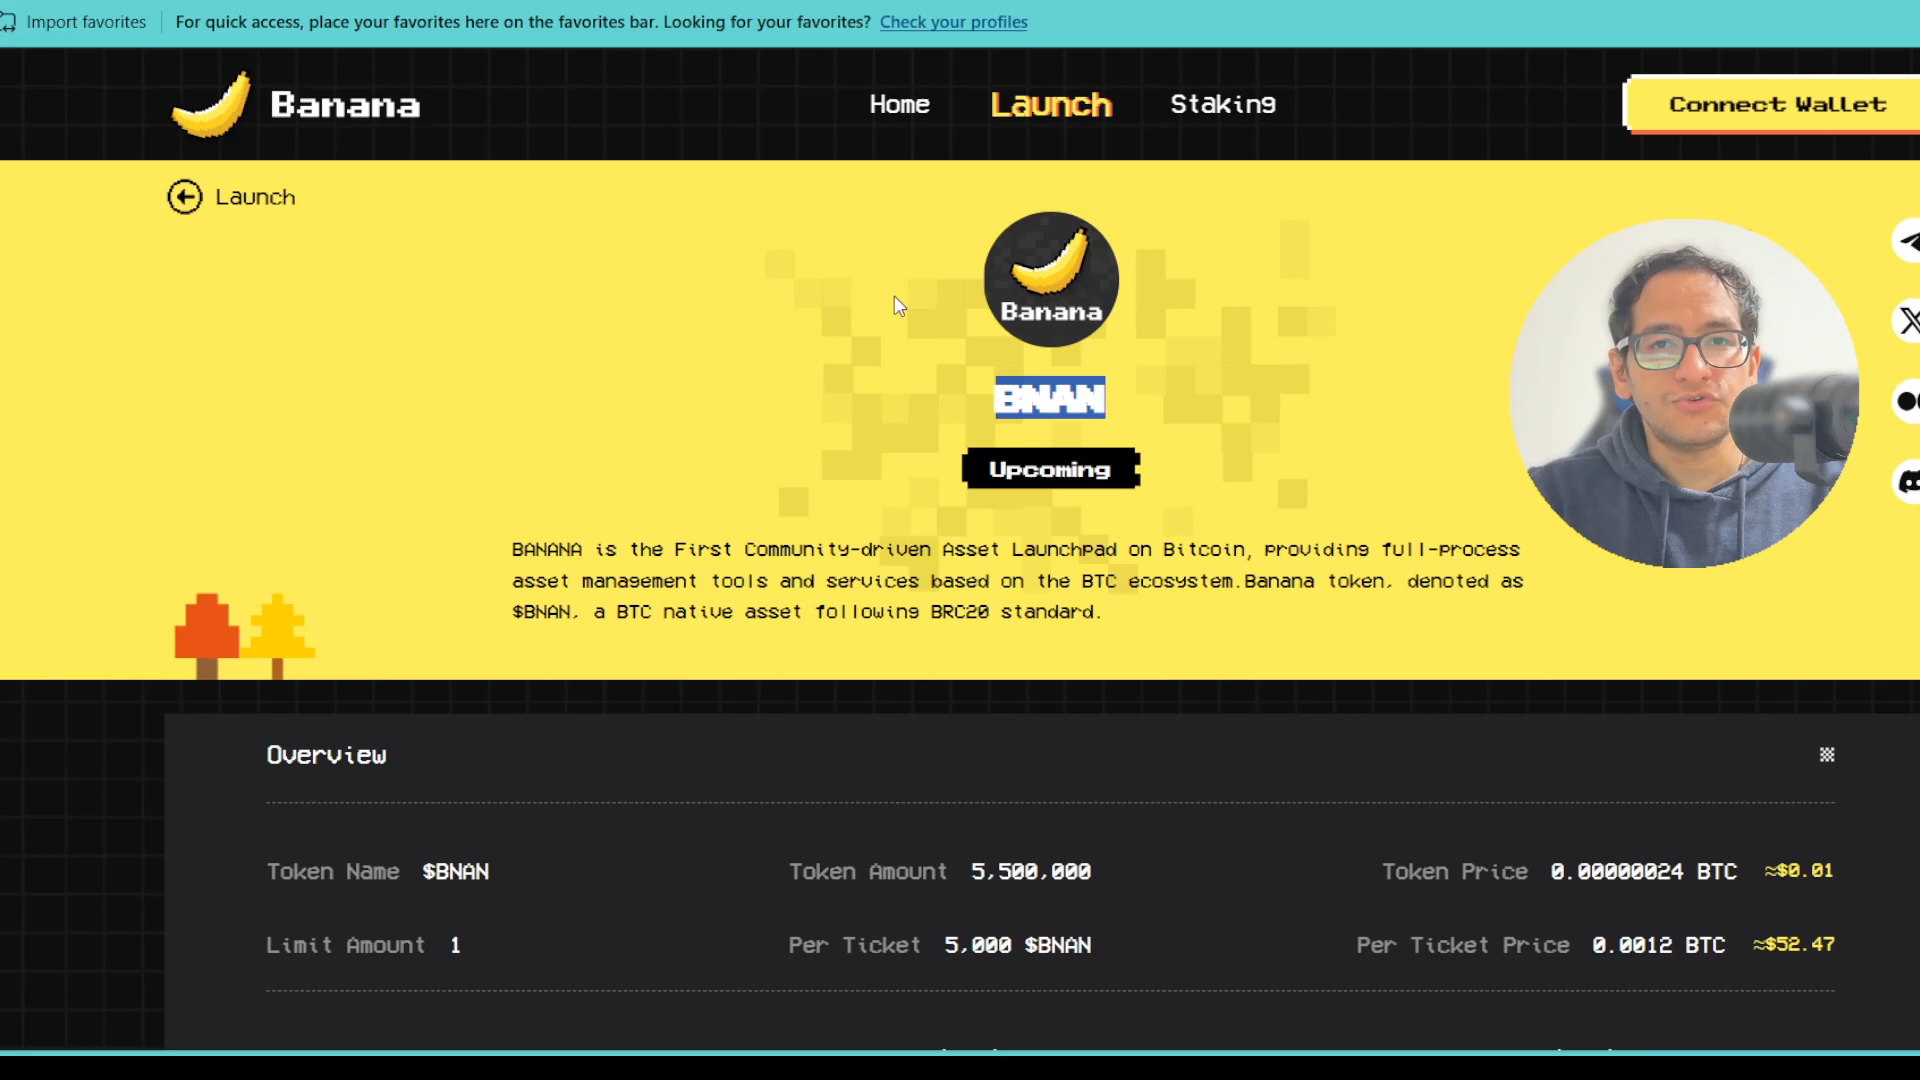 Import favorites
For quick access, place your favorites here on the favorites bar. Looking for your favorites? Check your profiles
Banana
Home
Launch
Staking
Connect Wallet
Launch
Banana
BNAN
Upcoming
BANANA is the First Community-driven Asset Launchpad on Bitcoin, providing full-process
asset management tools and services based on the BTC ecosystem.Banana token, denoted as
$BNAN, a BTC native asset following BRC20 standard.
Overview
Token Name $BNAN
Token Amount 5,500,000
Token Price 0.00000024 BTC ≈$0.01
Limit Amount 1
Per Ticket 5,000 $BNAN
Per Ticket Price 0.0012 BTC ≈$52.47